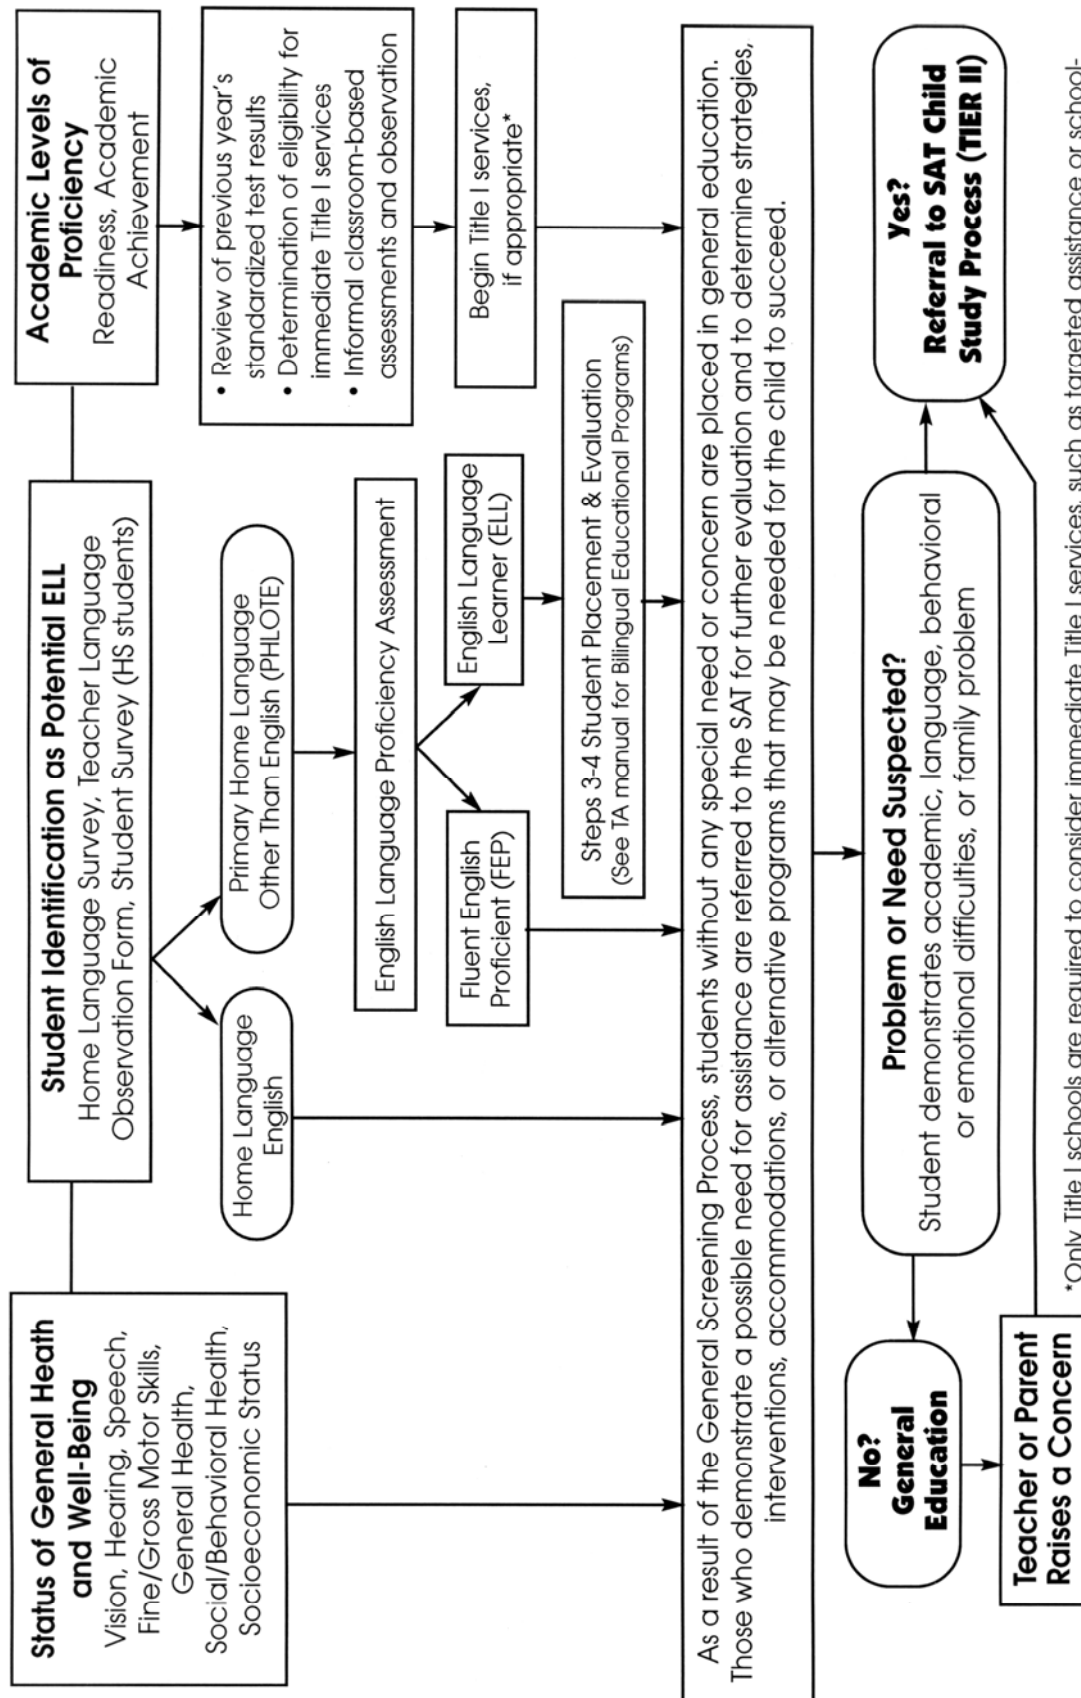 Status of General Heath
and Well-Being
Vision, Hearing, Speech,
Fine/Gross Motor Skills,
General Health,
Social/Behavioral Health,
Socioeconomic Status
Student Identification as Potential ELL
Home Language Survey, Teacher Language
Observation Form, Student Survey (HS students)
Academic Levels of
Proficiency
Readiness, Academic
Achievement
Home Language
English
Primary Home Language
Other Than English (PHLOTE)
• Review of previous year's
standardized test results
• Determination of eligibility for
immediate Title I services
• Informal classroom-based
assessments and observation
English Language Proficiency Assessment
Fluent English
Proficient (FEP)
English Language
Learner (ELL)
Begin Title I services,
if appropriate*
Steps 3-4 Student Placement & Evaluation
(See TA manual for Bilingual Educational Programs)
As a result of the General Screening Process, students without any special need or concern are placed in general education.
Those who demonstrate a possible need for assistance are referred to the SAT for further evaluation and to determine strategies,
interventions, accommodations, or alternative programs that may be needed for the child to succeed.
No?
General
Education
Problem or Need Suspected?
Student demonstrates academic, language, behavioral
or emotional difficulties, or family problem
Yes?
Referral to SAT Child
Study Process (TIER II)
Teacher or Parent
Raises a Concern
*Only Title I schools are required to consider immediate Title I services, such as targeted assistance or school-